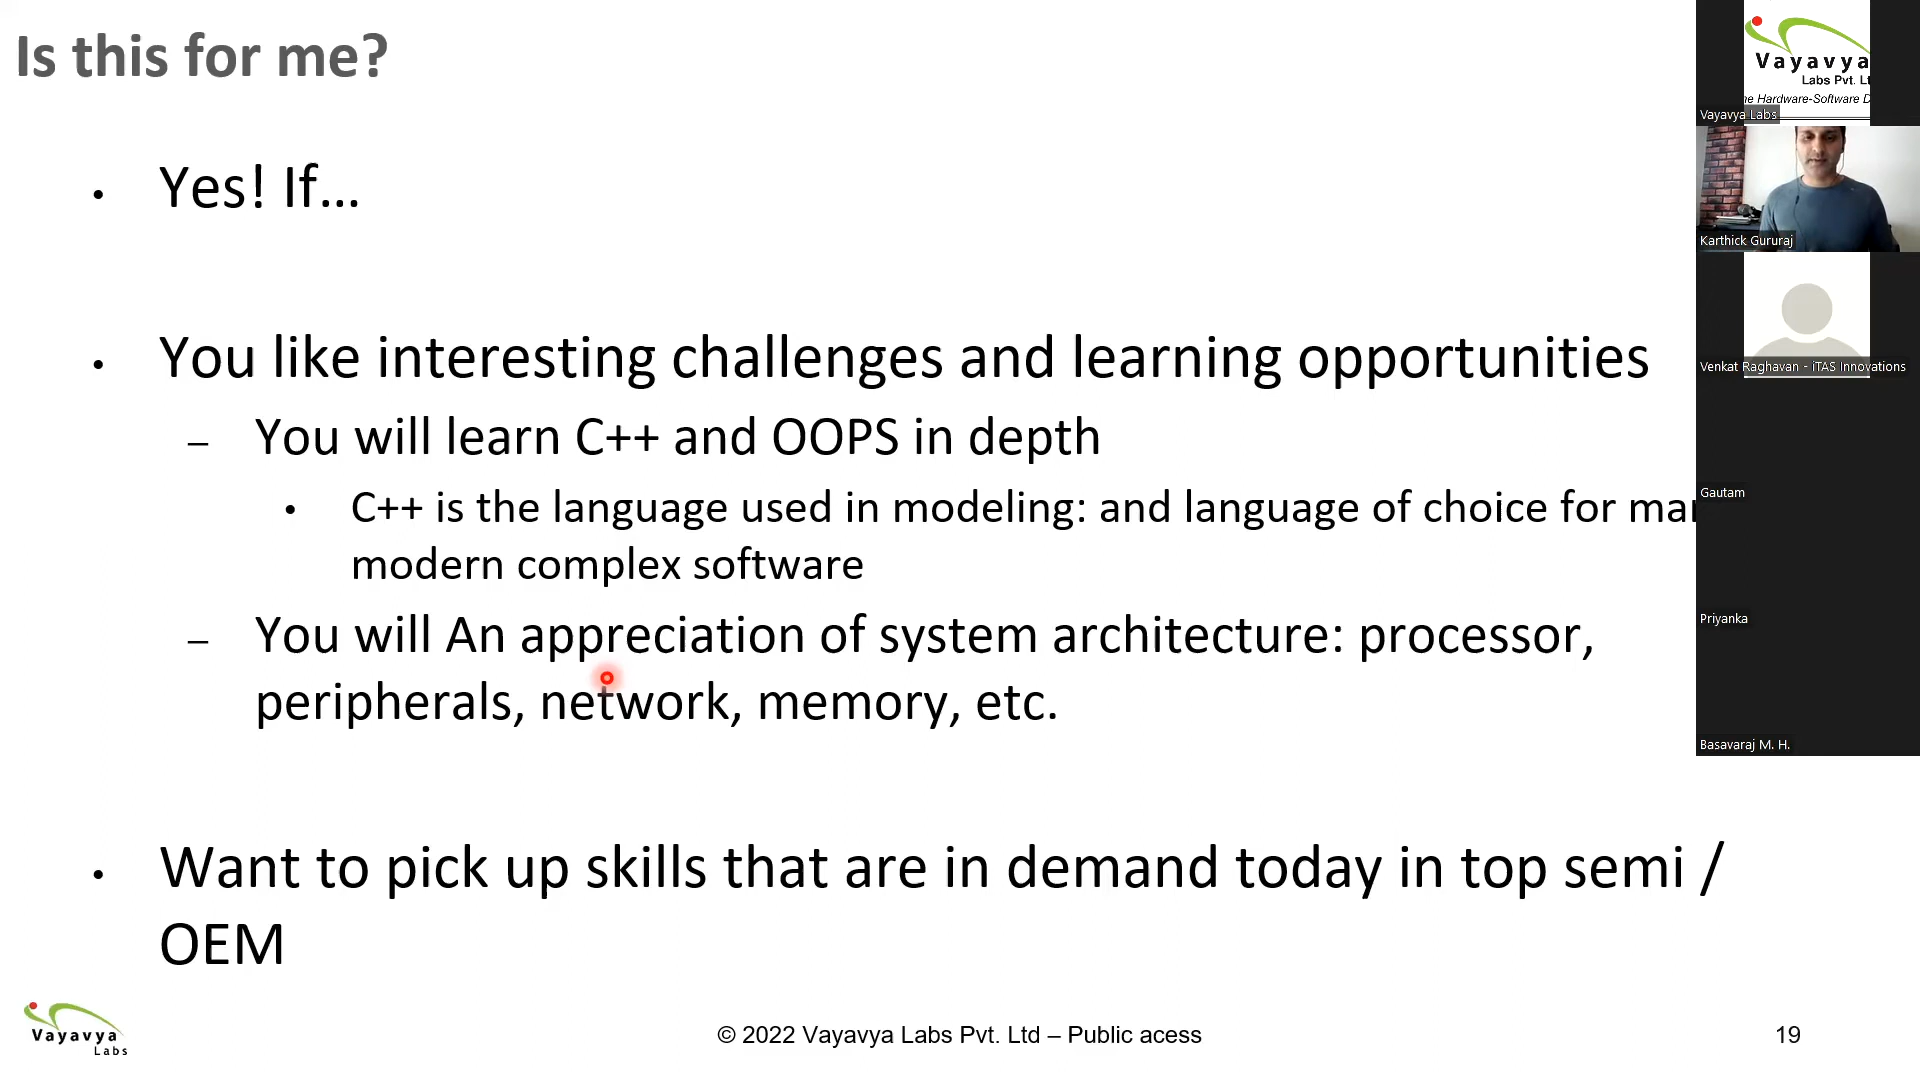 Is this for me?
• Yes! If...
• You like interesting challenges and learning opportunities
– You will learn C++ and OOPS in depth
• C++ is the language used in modeling: and language of choice for
modern complex software
– You will An appreciation of system architecture: processor,
peripherals, network, memory, etc.
• Want to pick up skills that are in demand today in top semi /
OEM
Vayavya
Labs
© 2022 Vayavya Labs Pvt. Ltd – Public acess
19
Vayavya
Labs Pvt.
Hardware-Software
Vayavya Labs
Karthick Gururaj
Venkat Raghavan - iTAS Innovations
Gautam
Priyanka
Basavaraj M. H.